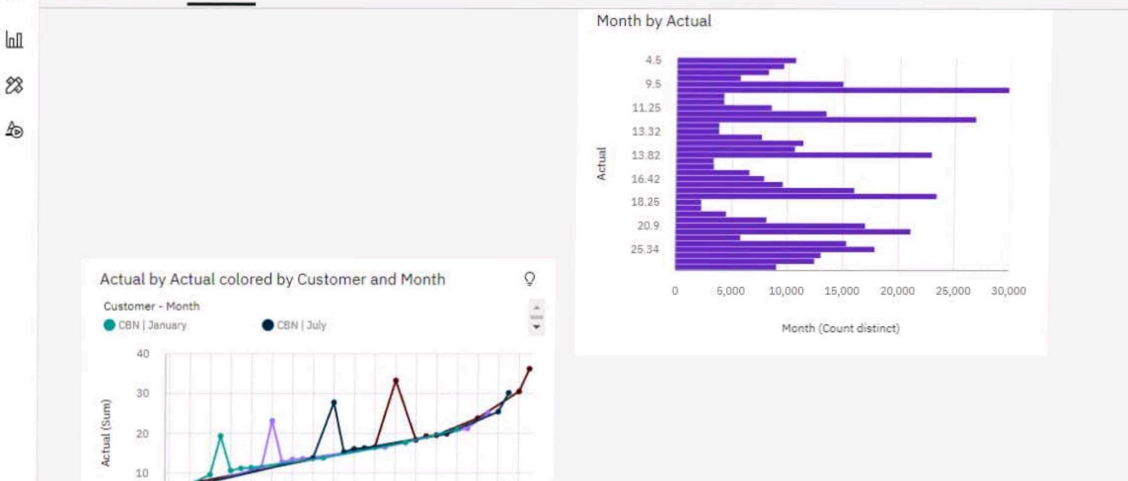 Month by Actual
Actual
4.5
9.5
11.25
13.32
13.82
16.42
18.25
20.9
25.34
0 5,000 10,000 15,000 20,000 25,000 30,000
Month (Count distinct)
Actual by Actual colored by Customer and Month
Customer - Month
CBN | January CBN | July
Actual (Sum)
40
30
20
10